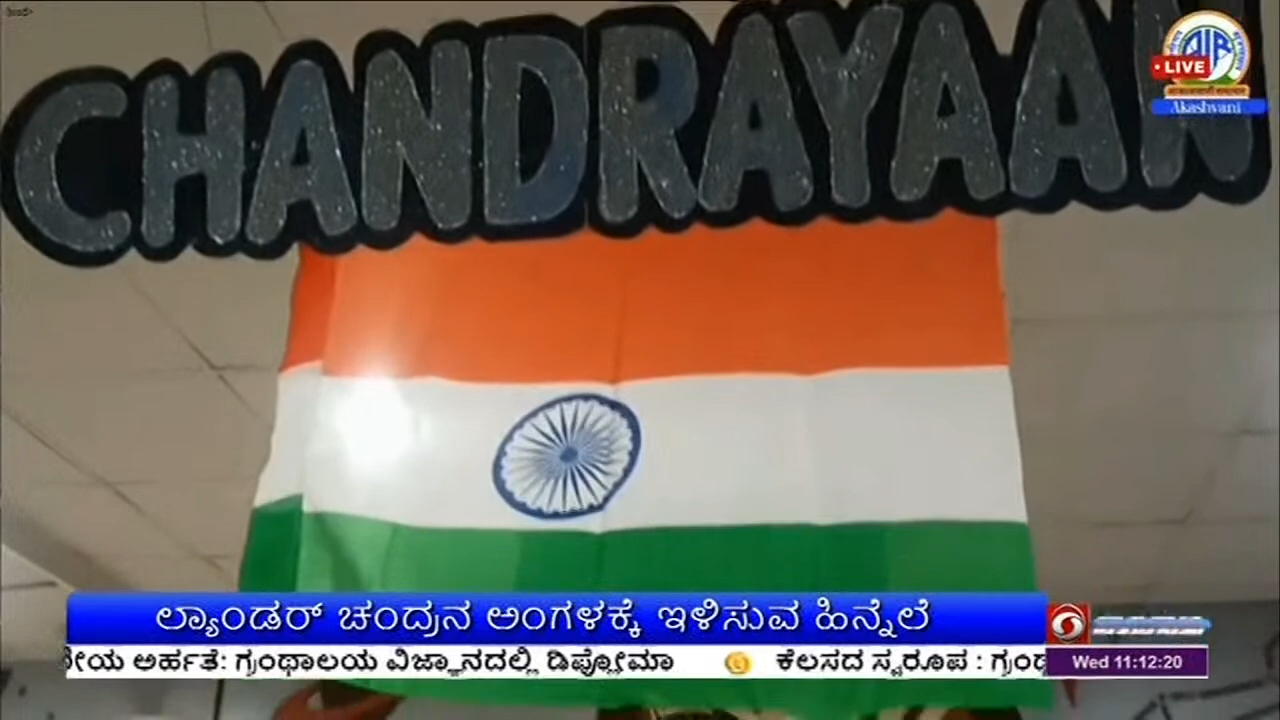 CHANDRAYAAN
LIVE
Akashvani
ಲ್ಯಾಂಡರ್ ಚಂದ್ರನ ಅಂಗಳಕ್ಕೆ ಇಳಿಸುವ ಹಿನ್ನೆಲೆ
ಅರ್ಹತೆ: ಗ್ರಂಥಾಲಯ ವಿಜ್ಞಾನದಲ್ಲಿ ಡಿಪ್ಲೋಮಾ ಕೆಲಸದ ಸ್ವರೂಪ :
Wed 11:12:20